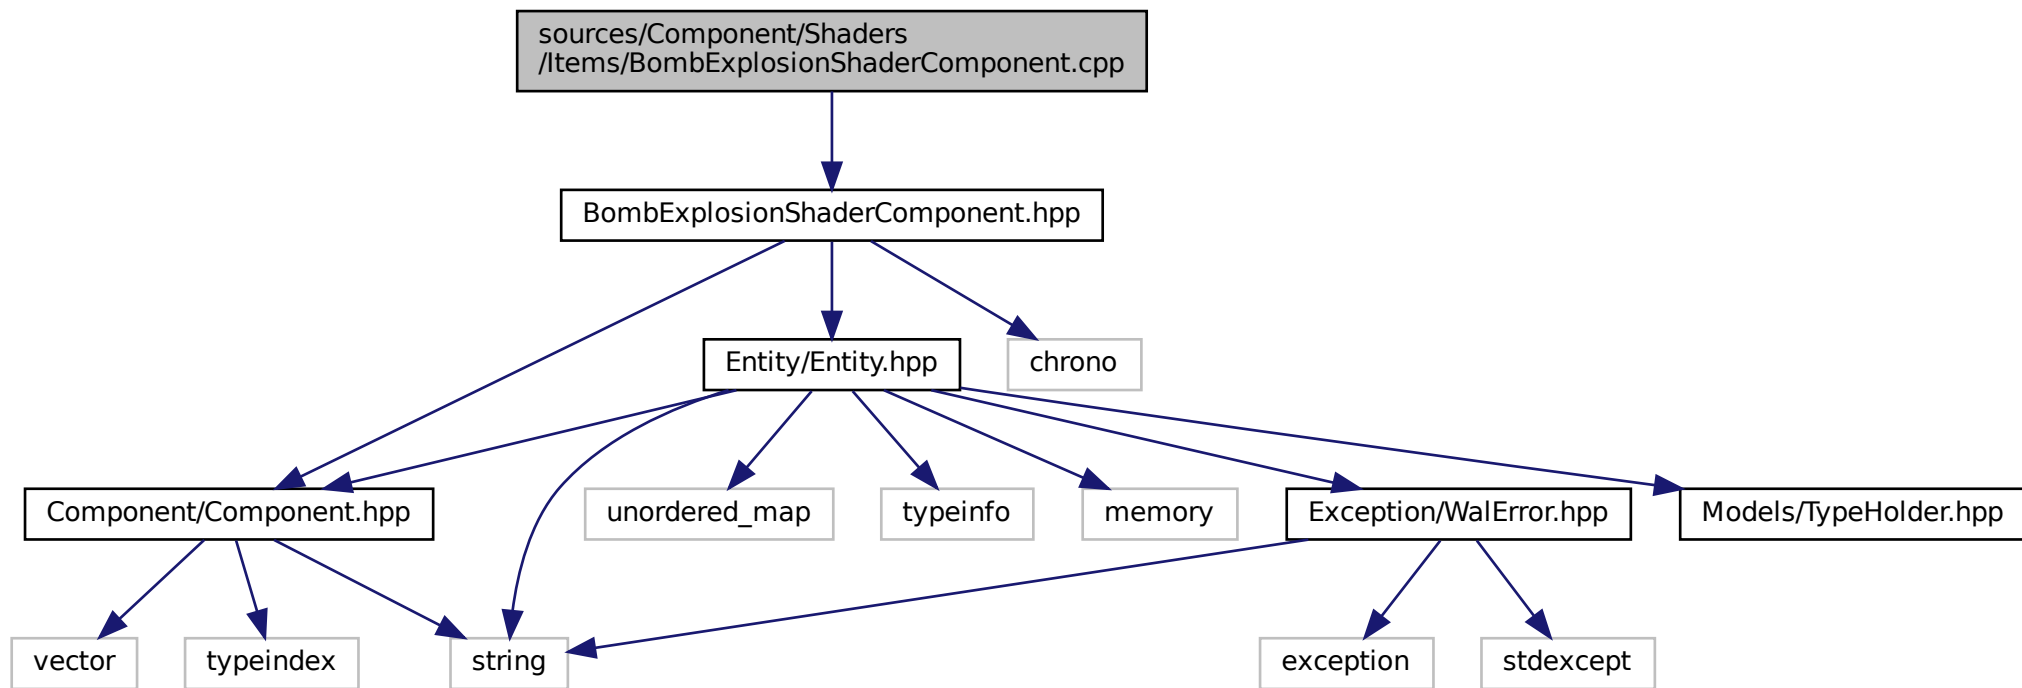 sources/Component/Shaders
/Items/BombExplosionShaderComponent.cpp
BombExplosionShaderComponent.hpp
Entity/Entity.hpp
chrono
Component/Component.hpp
unordered_map
typeinfo
memory
Exception/WalError.hpp
Models/TypeHolder.hpp
vector
typeindex
string
exception
stdexcept